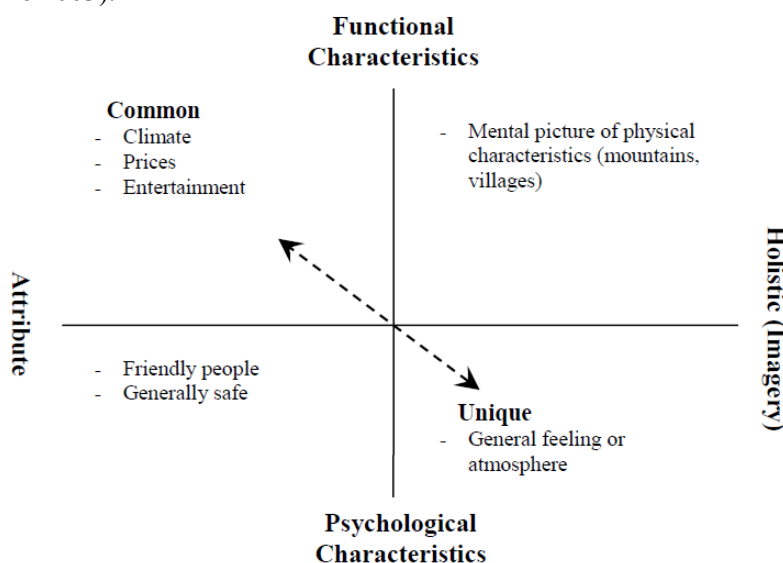 Functional
Characteristics
Common
- Climate
- Prices
- Entertainment
- Mental picture of physical
characteristics (mountains,
villages)
Attribute
Holistic (Imagery)
- Friendly people
- Generally safe
Unique
- General feeling or
atmosphere
Psychological
Characteristics